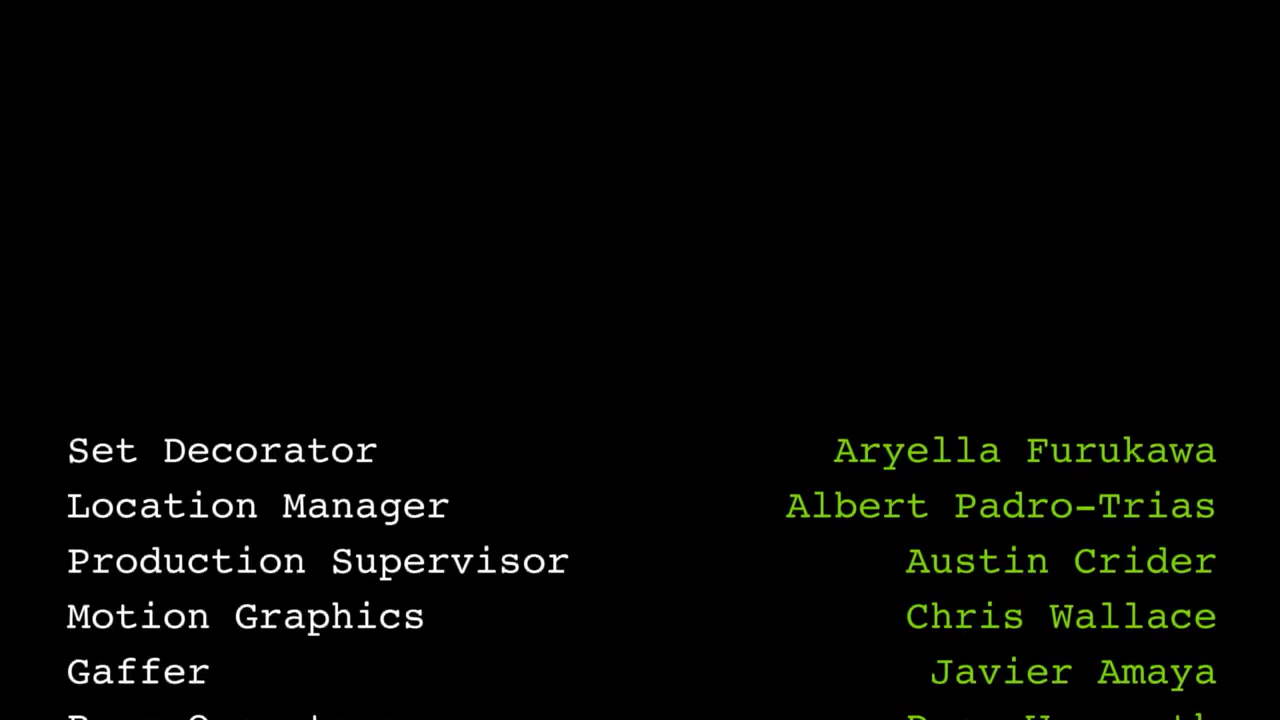 Set Decorator Aryella Furukawa
Location Manager Albert Padro-Trias
Production Supervisor Austin Crider
Motion Graphics Chris Wallace
Gaffer Javier Amaya